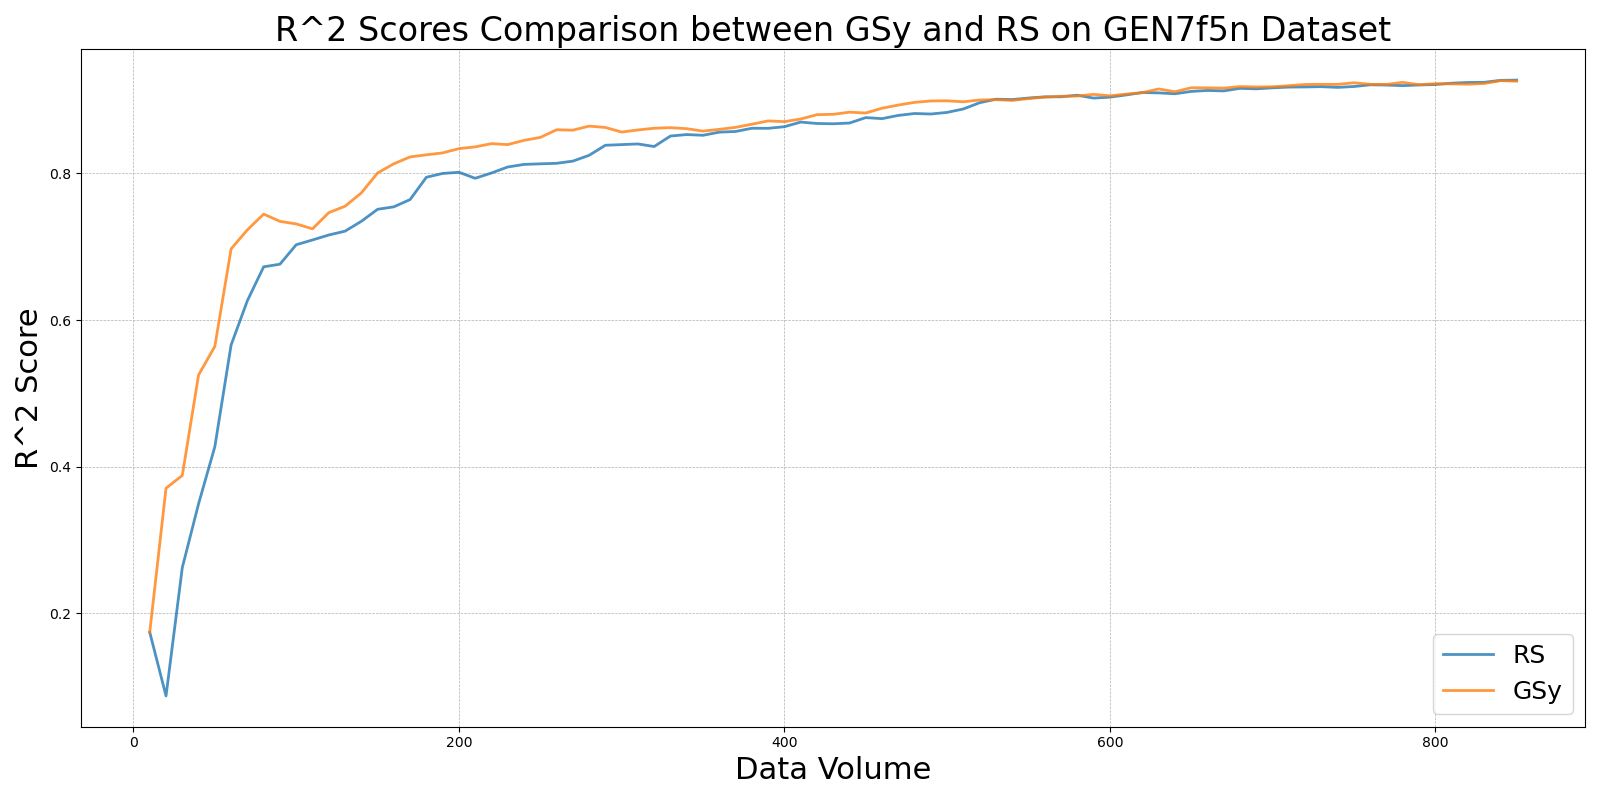 R^2 Scores Comparison between GSy and RS on GEN7f5n Dataset
R^2 Score
0.8
0.6
0.4
0.2
RS
GSy
0 200 400 600 800
Data Volume